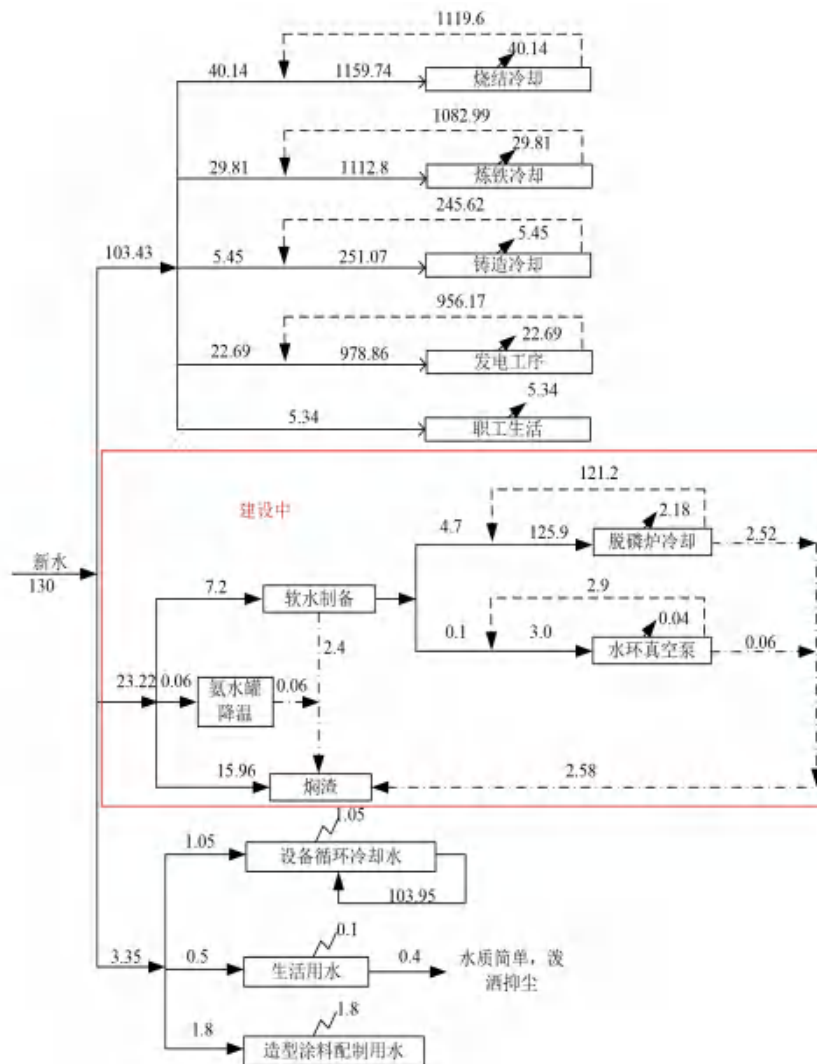 1119.6
40.14
40.14
1159.74
烧结冷却
1082.99
29.81
29.81
1112.8
炼铁冷却
245.62
5.45
103.43
5.45
251.07
铸造冷却
956.17
22.69
22.69
978.86
发电工序
5.34
5.34
职工生活
建设中
121.2
2.18
4.7
125.9
脱磷炉冷却
2.52
新水
130
7.2
软水制备
2.9
0.04
2.4
0.1
3.0
水环真空泵
0.06
23.22
0.06
氨水罐
降温
0.06
15.96
焖渣
2.58
1.05
1.05
设备循环冷却水
103.95
0.1
3.35
0.5
生活用水
0.4
水质简单，泼
洒抑尘
1.8
1.8
造型涂料配制用水